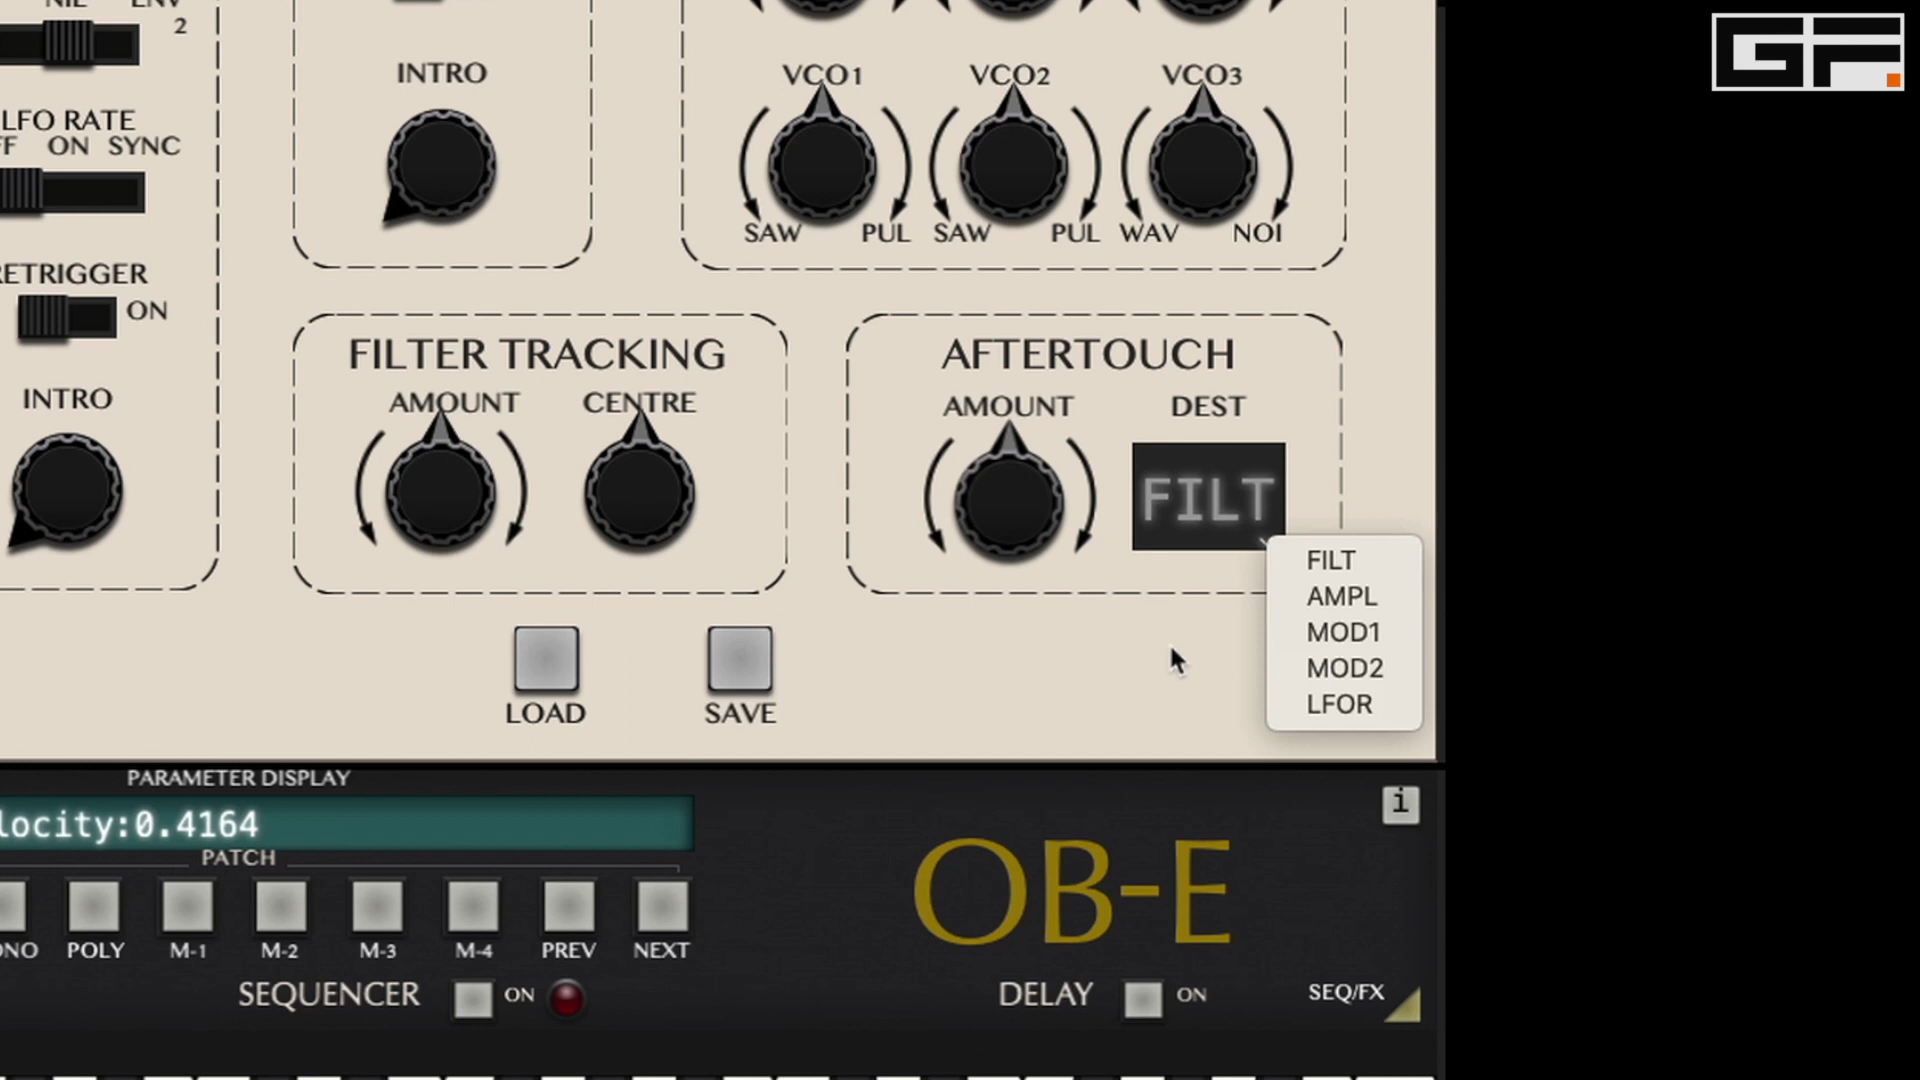 2
INTRO
VCO1 VCO2 VCO3
LFO RATE
ON SYNC
SAW PUL SAW PUL WAV NOI
RETRIGGER
ON
FILTER TRACKING
AFTERTOUCH
INTRO
AMOUNT CENTRE
AMOUNT DEST
FILT
FILT
AMPL
MOD1
MOD2
LFOR
LOAD SAVE
PARAMETER DISPLAY
locity:0.4164
PATCH
POLY M-1 M-2 M-3 M-4 PREV NEXT
i
OB-E
SEQUENCER ON
DELAY ON
SEQ/FX
GF.